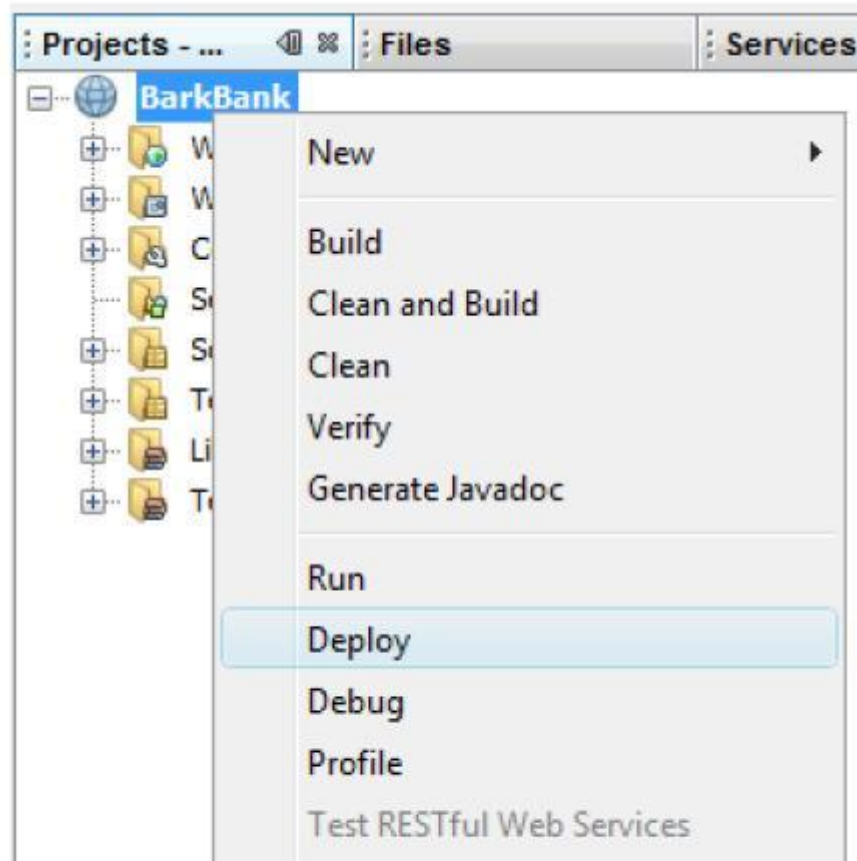 Projects - ...
Files
Services
BarkBank
New
Build
Clean and Build
Clean
Verify
Generate Javadoc
Run
Deploy
Debug
Profile
Test RESTful Web Services